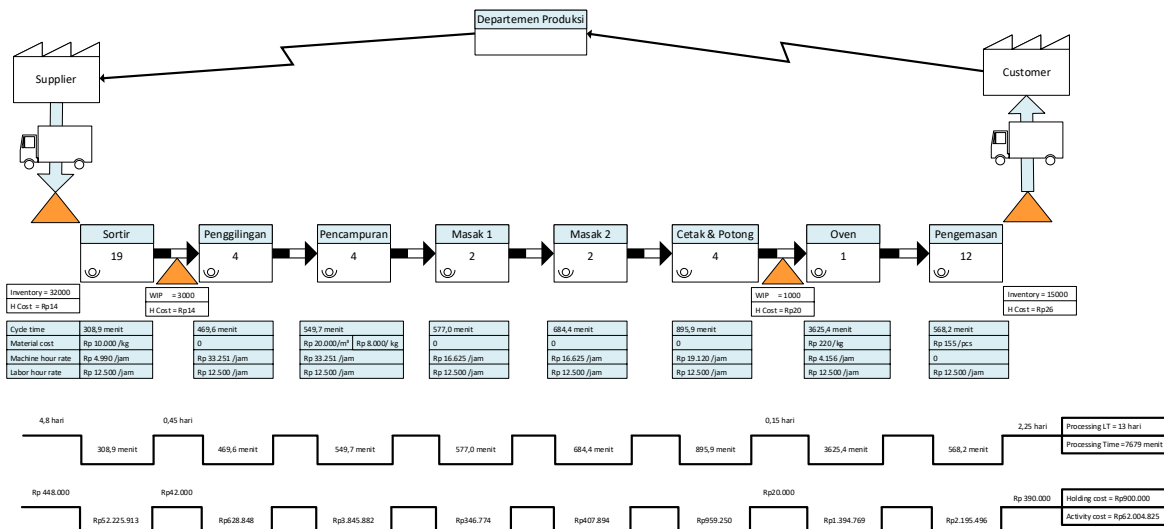 Departemen Produksi
Supplier
Customer
Sortir
Penggilingan
Pencampuran
Masak 1
Masak 2
Cetak & Potong
Oven
Pengemasan
19
4
4
2
2
4
1
12
Inventory = 32000
H Cost = Rp14
WIP = 3000
H Cost = Rp14
WIP = 1000
H Cost = Rp20
Inventory = 15000
H Cost = Rp26
Cycle time 308,9 menit 469,6 menit 549,7 menit 577,0 menit 684,4 menit 895,9 menit 3625,4 menit 568,2 menit
Material cost Rp 10.000 /kg 0 Rp 20.000/m³ Rp 8.000/ kg 0 0 0 Rp 220/kg Rp 155 /pcs
Machine hour rate Rp 4.990 /jam Rp 33.251 /jam Rp 33.251 /jam Rp 16.625 /jam Rp 16.625 /jam Rp 19.120 /jam Rp 4.156 /jam 0
Labor hour rate Rp 12.500 /jam Rp 12.500 /jam Rp 12.500 /jam Rp 12.500 /jam Rp 12.500 /jam Rp 12.500 /jam Rp 12.500 /jam Rp 12.500 /jam
4,8 hari 0,45 hari 0,15 hari 2,25 hari
308,9 menit 469,6 menit 549,7 menit 577,0 menit 684,4 menit 895,9 menit 3625,4 menit 568,2 menit
Processing LT = 13 hari
Processing Time =7679 menit
Rp 448.000 Rp42.000 Rp20.000 Rp 390.000
Rp52.225.913 Rp628.848 Rp3.845.882 Rp346.774 Rp407.894 Rp959.250 Rp1.394.769 Rp2.195.496
Holding cost = Rp900.000
Activity cost = Rp62.004.825